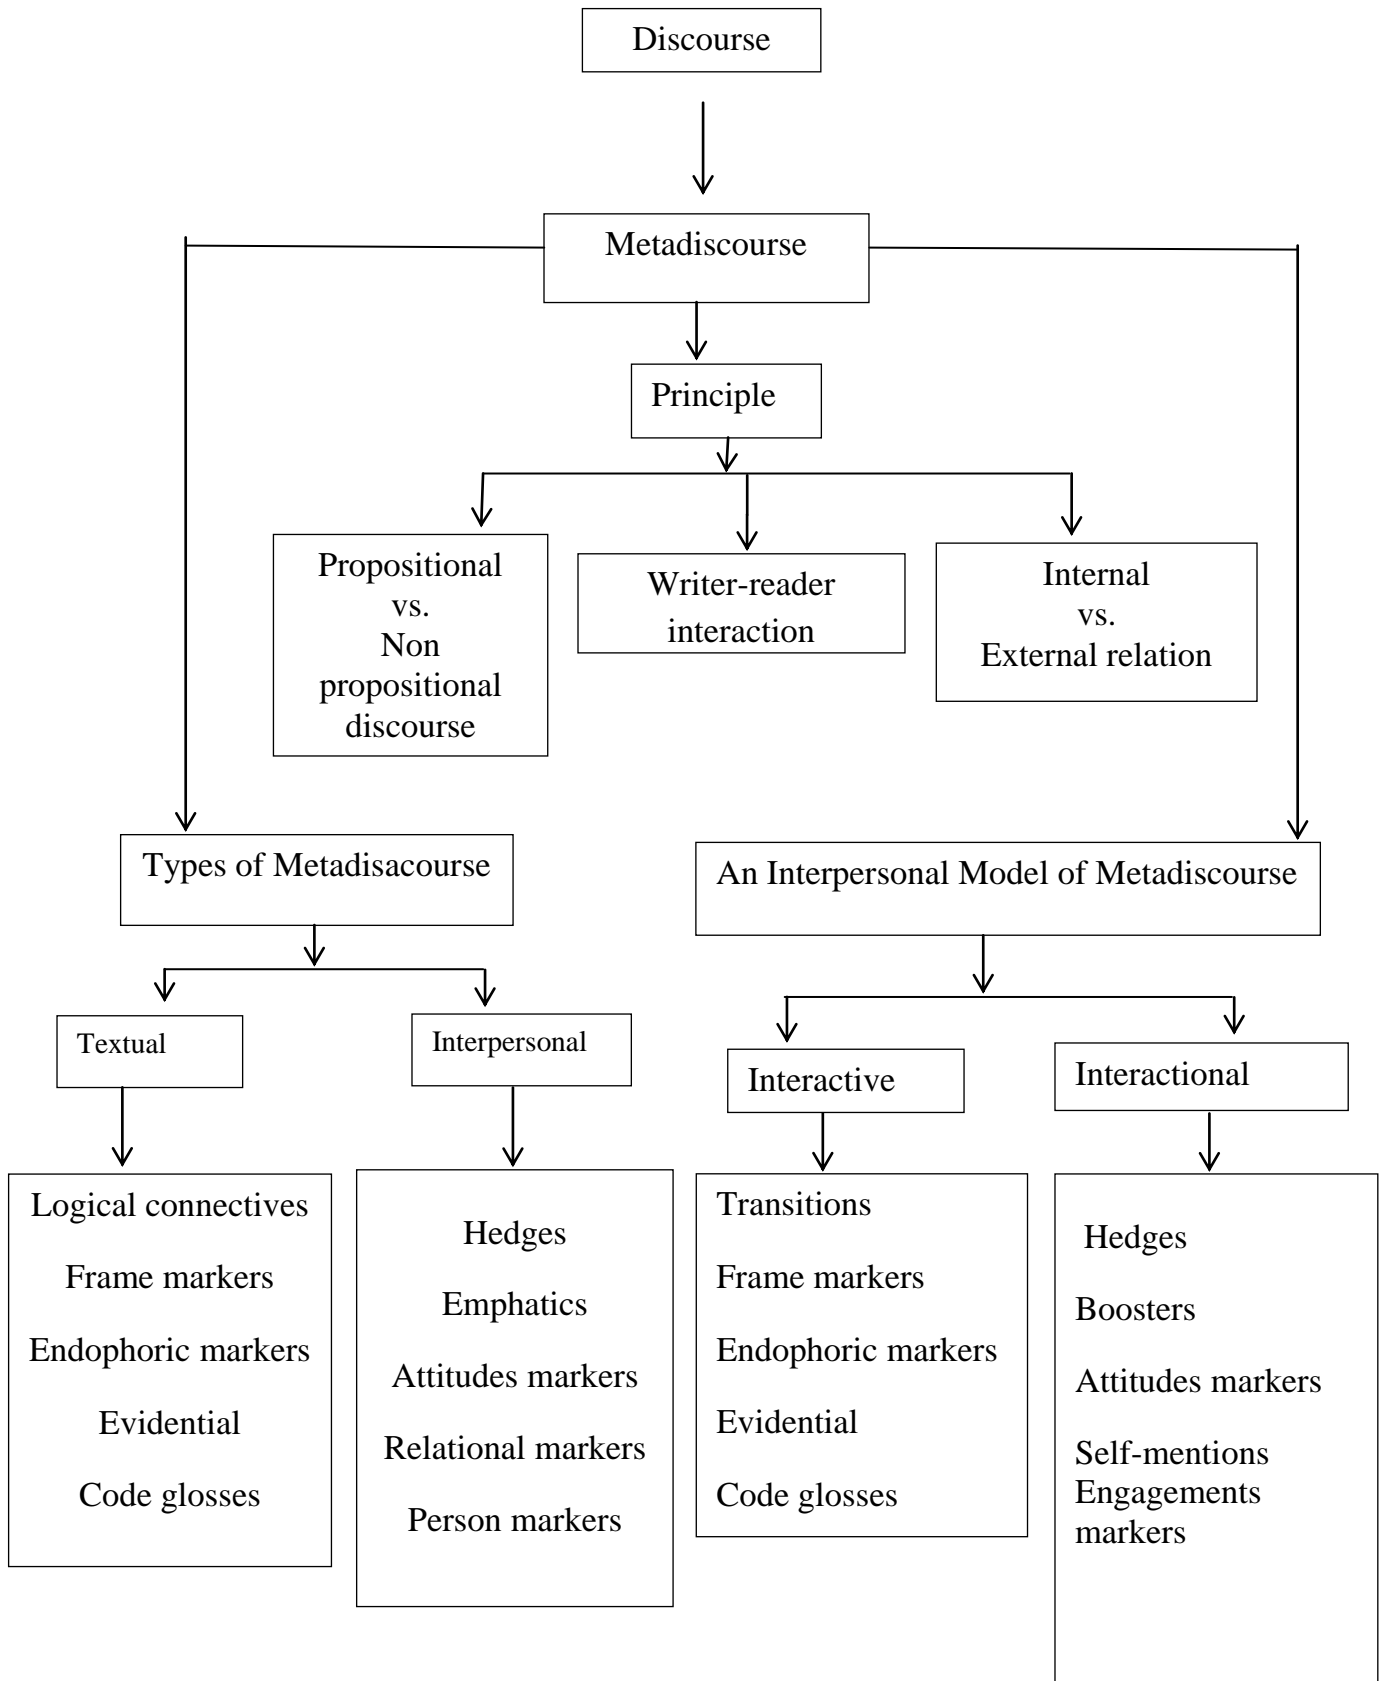 Discourse
Metadiscourse
Principle
Propositional
vs.
Non
propositional
discourse
Writer-reader
interaction
Internal
vs.
External relation
Types of Metadisacourse
An Interpersonal Model of Metadiscourse
Textual
Interpersonal
Interactive
Interactional
Logical connectives
Frame markers
Endophoric markers
Evidential
Code glosses
Hedges
Emphatics
Attitudes markers
Relational markers
Person markers
Transitions
Frame markers
Endophoric markers
Evidential
Code glosses
Hedges
Boosters
Attitudes markers
Self-mentions
Engagements
markers